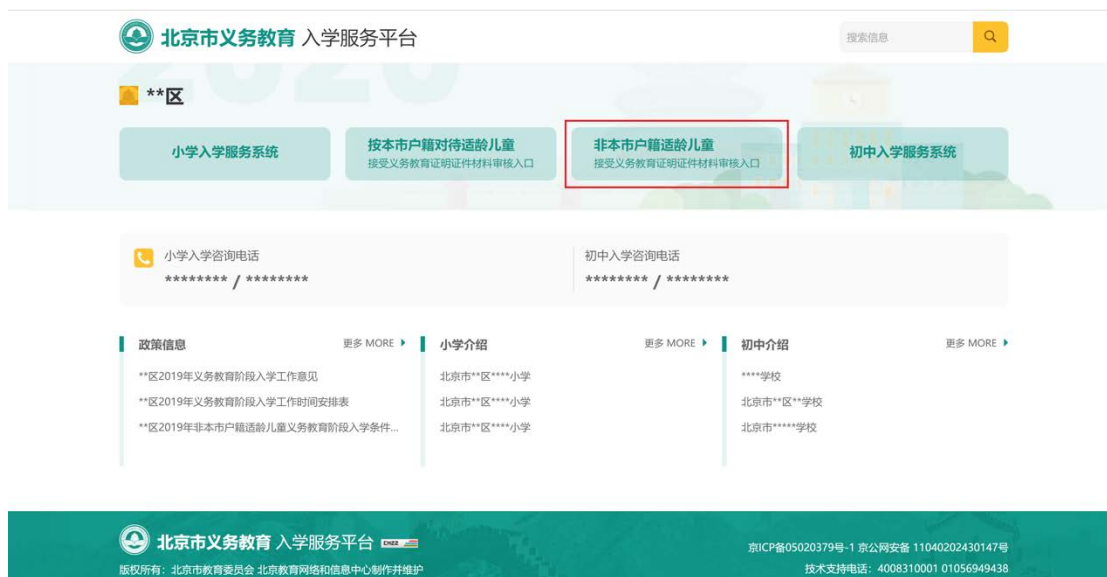 北京市义务教育 入学服务平台
搜索信息
2020
**区
小学入学服务系统
按本市户籍对待适龄儿童
接受义务教育证明证件材料审核入口
非本市户籍适龄儿童
接受义务教育证明证件材料审核入口
初中入学服务系统
小学入学咨询电话
******** / ********
初中入学咨询电话
******** / ********
政策信息
更多 MORE
**区2019年义务教育阶段入学工作意见
**区2019年义务教育阶段入学工作时间安排表
**区2019年非本市户籍适龄儿童义务教育阶段入学条件...
小学介绍
更多 MORE
北京市**区****小学
北京市**区****小学
北京市**区****小学
初中介绍
更多 MORE
****学校
北京市**区**学校
北京市*****学校
北京市义务教育 入学服务平台
版权所有：北京市教育委员会 北京教育网络和信息中心制作并维护
京ICP备05020379号-1 京公网安备 11040202430147号
技术支持电话：4008310001 01056949438